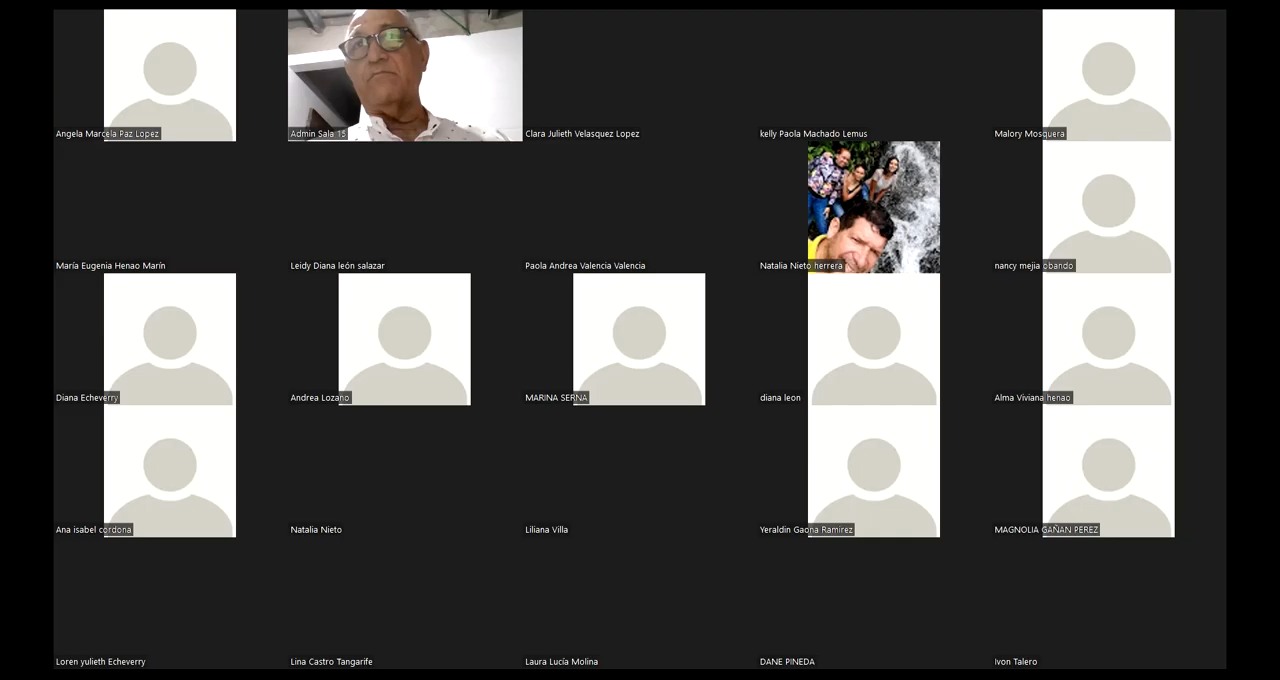 Angela Marcela Paz Lopez
Admin Sala 15
Clara Julieth Velasquez Lopez
kelly Paola Machado Lemus
Malory Mosquera
María Eugenia Henao Marín
Leidy Diana león salazar
Paola Andrea Valencia Valencia
Natalia Nieto herrera
nancy mejia obando
Diana Echeverry
Andrea Lozano
MARINA SERNA
diana leon
Alma Viviana henao
Ana isabel cordona
Natalia Nieto
Liliana Villa
Yeraldin Gaona Ramirez
MAGNOLIA GAÑAN PEREZ
Loren yulieth Echeverry
Lina Castro Tangarife
Laura Lucía Molina
DANE PINEDA
Ivon Talero